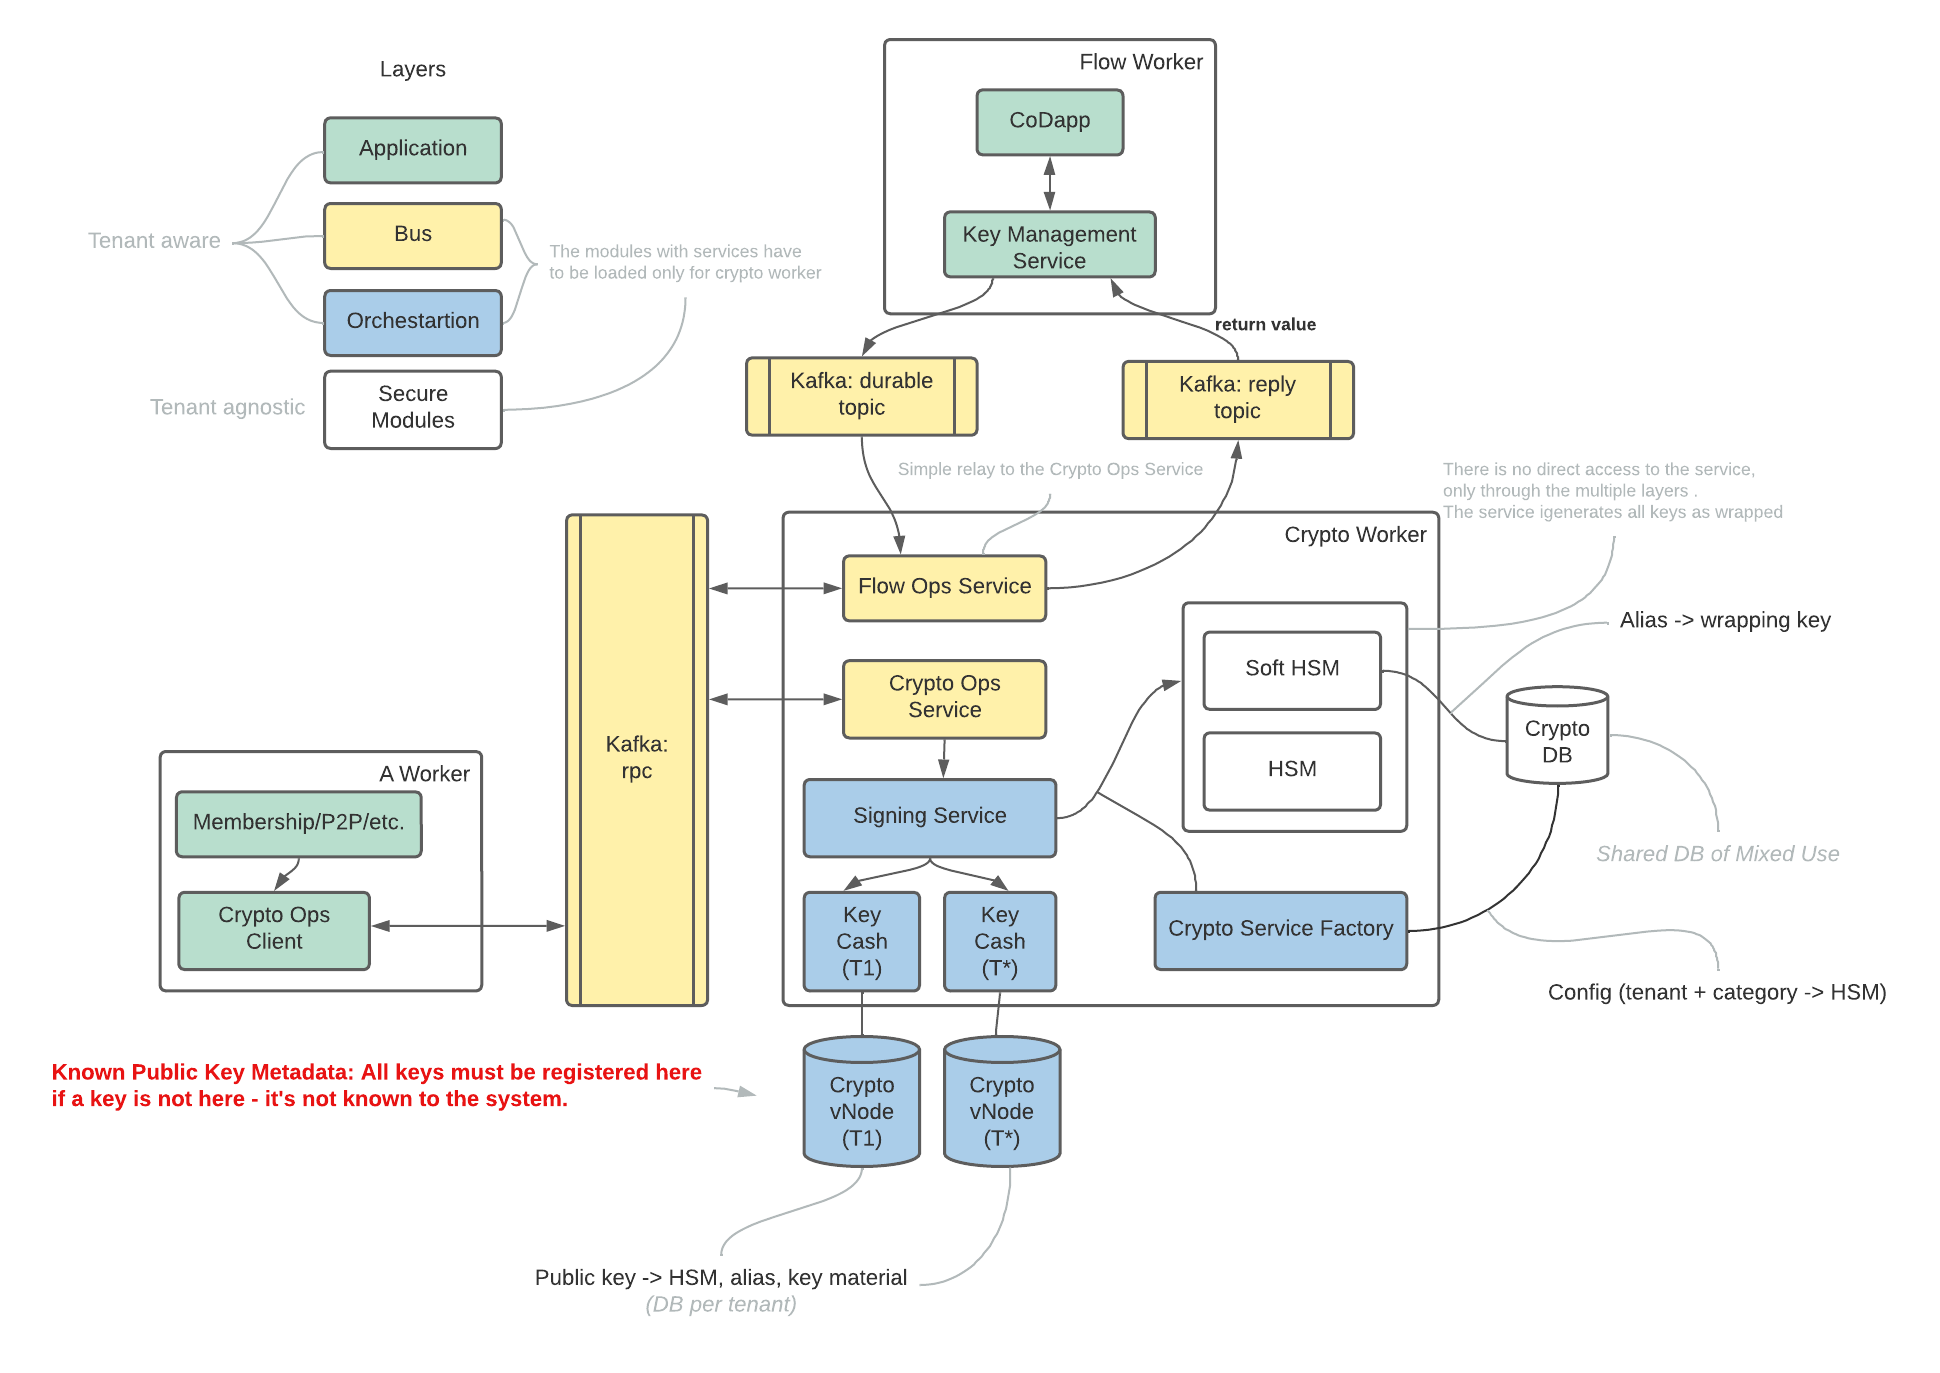 Layers
Application
Bus
Orchestartion
Secure
Modules
Tenant aware
Tenant agnostic
The modules with services have
to be loaded only for crypto worker
Flow Worker
CoDapp
Key Management
Service
return value
Kafka: durable
topic
Kafka: reply
topic
Simple relay to the Crypto Ops Service
There is no direct access to the service,
only through the multiple layers .
The service igenerates all keys as wrapped
Crypto Worker
Flow Ops Service
Crypto Ops
Service
Signing Service
Key
Cash
(T1)
Key
Cash
(T*)
Soft HSM
HSM
Crypto Service Factory
Alias -> wrapping key
Crypto
DB
Shared DB of Mixed Use
Config (tenant + category -> HSM)
Kafka:
rpc
A Worker
Membership/P2P/etc.
Crypto Ops
Client
Known Public Key Metadata: All keys must be registered here
if a key is not here - it's not known to the system.
Crypto
vNode
(T1)
Crypto
vNode
(T*)
Public key -> HSM, alias, key material
(DB per tenant)